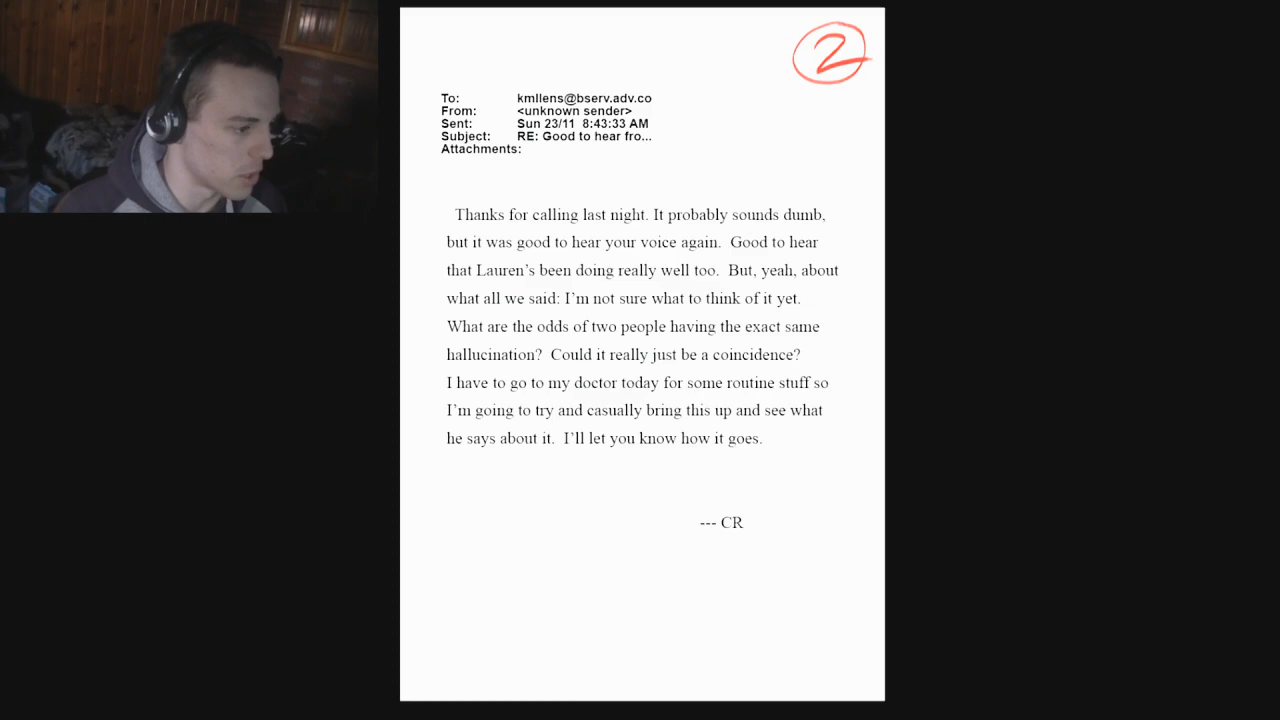 2
To: kmllens@bserv.adv.co
From: <unknown sender>
Sent: Sun 23/11 8:43:33 AM
Subject: RE: Good to hear fro...
Attachments:
Thanks for calling last night. It probably sounds dumb,
but it was good to hear your voice again. Good to hear
that Lauren's been doing really well too. But, yeah, about
what all we said: I'm not sure what to think of it yet.
What are the odds of two people having the exact same
hallucination? Could it really just be a coincidence?
I have to go to my doctor today for some routine stuff so
I'm going to try and casually bring this up and see what
he says about it. I'll let you know how it goes.
--- CR